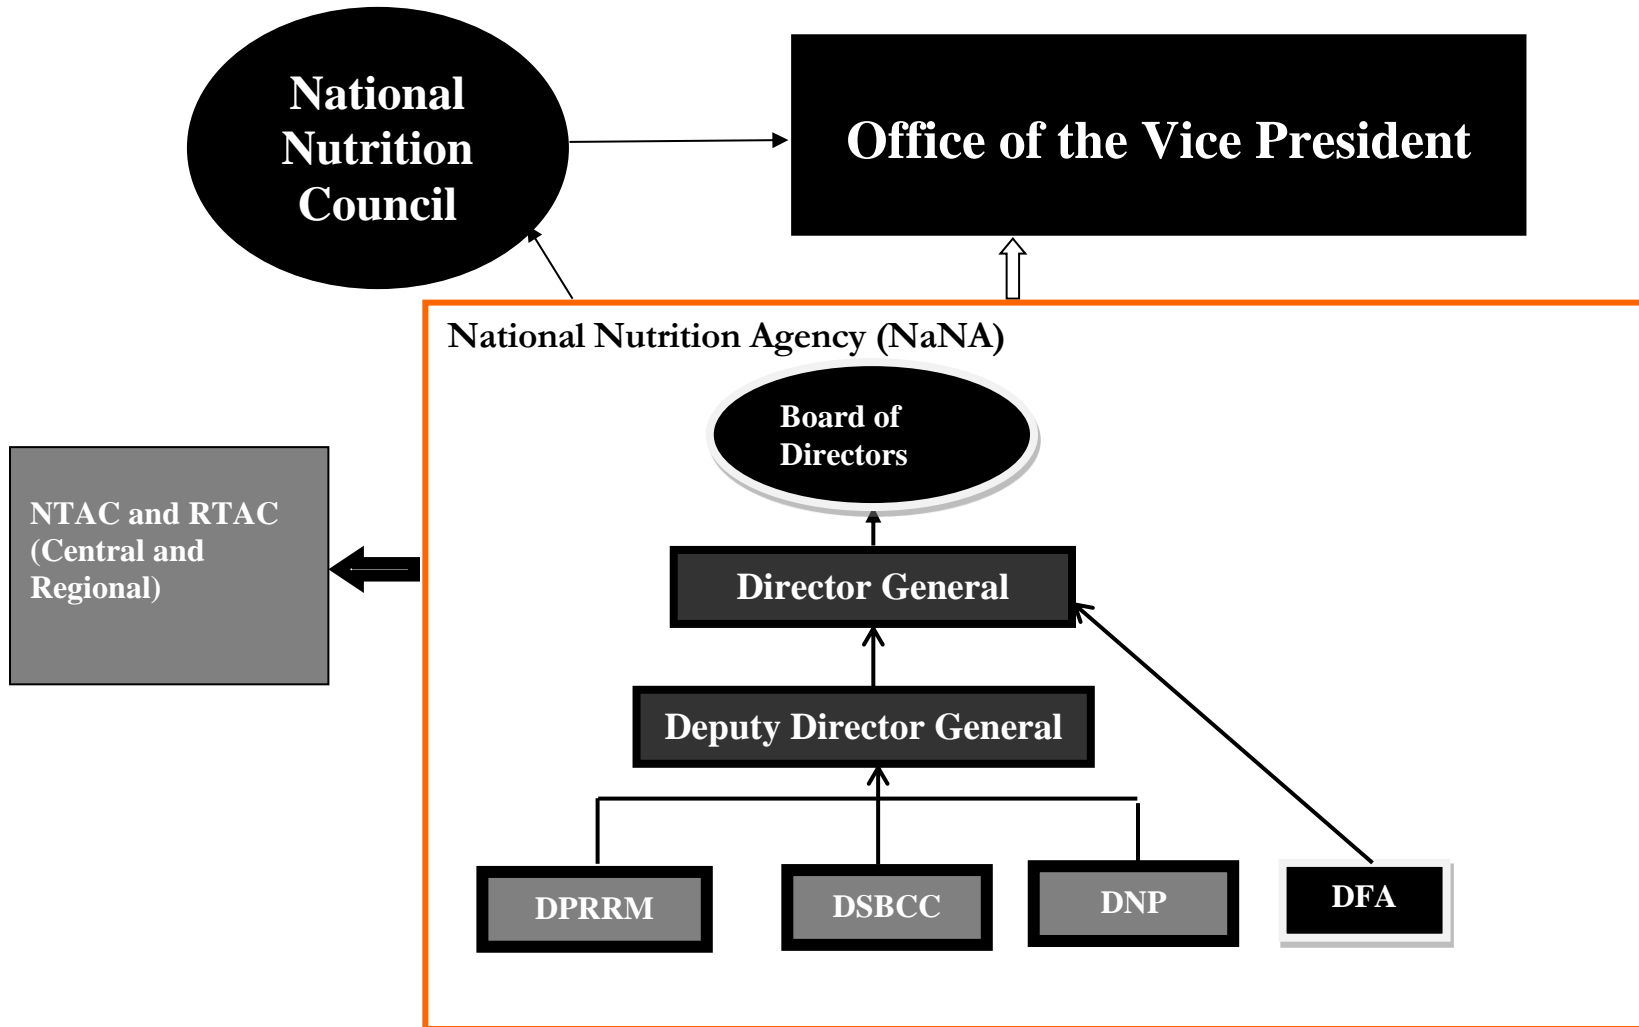 National
Nutrition
Council
Office of the Vice President
National Nutrition Agency (NaNA)
Board of
Directors
NTAC and RTAC
(Central and
Regional)
Director General
Deputy Director General
DPRRM
DSBCC
DNP
DFA